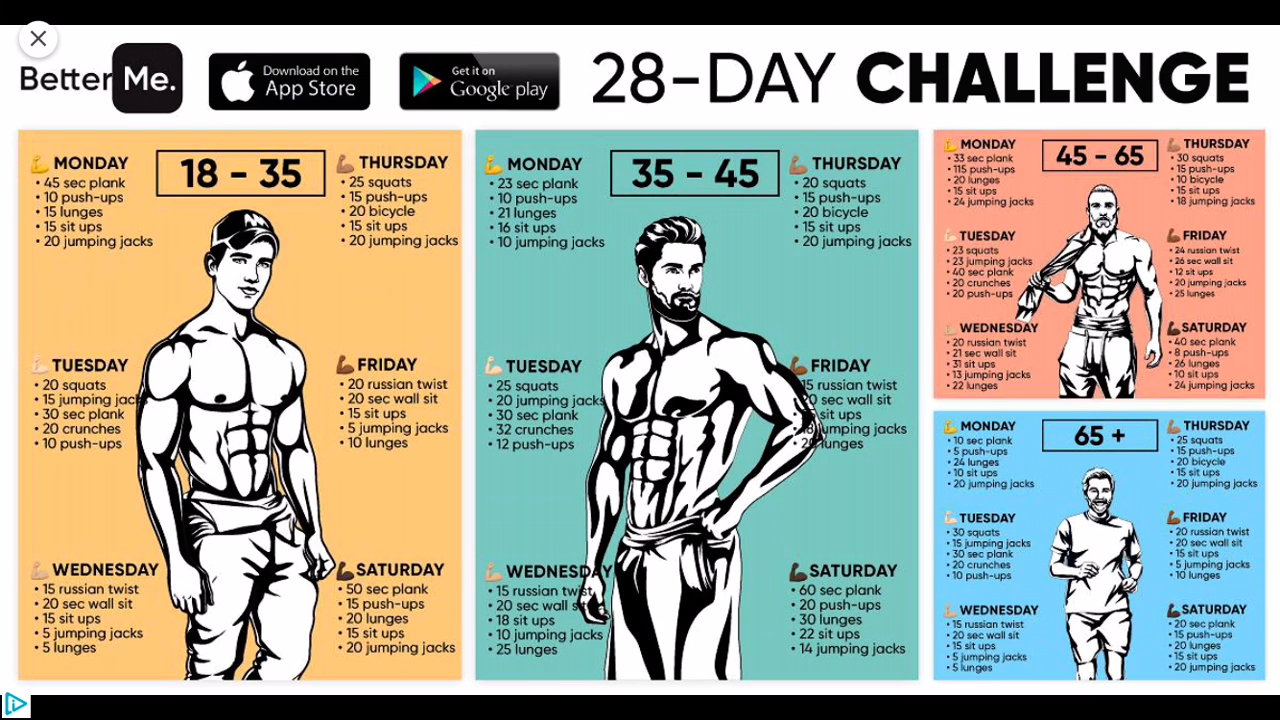 BetterMe.
Download on the
App Store
Get it on
Google play
28-DAY CHALLENGE
18 - 35
MONDAY
• 45 sec plank
• 10 push-ups
• 15 lunges
• 15 sit ups
• 20 jumping jacks
TUESDAY
• 20 squats
• 15 jumping jack
• 30 sec plank
• 20 crunches
• 10 push-ups
WEDNESDAY
• 15 russian twist
• 20 sec wall sit
• 15 sit ups
• 5 jumping jacks
• 5 lunges
THURSDAY
• 25 squats
• 15 push-ups
• 20 bicycle
• 15 sit ups
• 20 jumping jacks
FRIDAY
• 20 russian twist
• 20 sec wall sit
• 15 sit ups
• 5 jumping jacks
• 10 lunges
SATURDAY
• 50 sec plank
• 15 push-ups
• 20 lunges
• 15 sit ups
• 20 jumping jacks
35 - 45
MONDAY
• 23 sec plank
• 10 push-ups
• 21 lunges
• 16 sit ups
• 10 jumping jacks
TUESDAY
• 25 squats
• 20 jumping jacks
• 30 sec plank
• 32 crunches
• 12 push-ups
WEDNESDAY
• 15 russian twist
• 20 sec wall s
• 18 sit ups
• 10 jumping jacks
• 25 lunges
THURSDAY
• 20 squats
• 15 push-ups
• 20 bicycle
• 15 sit ups
• 20 jumping jacks
FRIDAY
15 russian twist
20 sec wall sit
sit ups
jumping jacks
lunges
SATURDAY
• 60 sec plank
• 20 push-ups
• 30 lunges
• 22 sit ups
• 14 jumping jacks
45 - 65
MONDAY
• 33 sec plank
• 115 push-ups
• 20 lunges
• 15 sit ups
• 24 jumping jacks
TUESDAY
• 23 squats
• 23 jumping jacks
• 40 sec plank
• 20 crunches
• 20 push-ups
WEDNESDAY
• 20 russian twist
• 21 sec wall sit
• 31 sit ups
• 13 jumping jacks
• 22 lunges
THURSDAY
• 30 squats
• 15 push-ups
• 10 bicycle
• 15 sit ups
• 18 jumping jacks
FRIDAY
• 24 russian twist
• 26 sec wall sit
• 12 sit ups
• 20 jumping jacks
• 25 lunges
SATURDAY
• 40 sec plank
• 8 push-ups
• 26 lunges
• 10 sit ups
• 24 jumping jacks
65 +
MONDAY
• 10 sec plank
• 5 push-ups
• 24 lunges
• 10 sit ups
• 20 jumping jacks
TUESDAY
• 30 squats
• 15 jumping jacks
• 30 sec plank
• 20 crunches
• 10 push-ups
WEDNESDAY
• 15 russian twist
• 20 sec wall sit
• 15 sit ups
• 5 jumping jacks
• 5 lunges
THURSDAY
• 25 squats
• 15 push-ups
• 20 bicycle
• 15 sit ups
• 20 jumping jacks
FRIDAY
• 20 russian twist
• 20 sec wall sit
• 15 sit ups
• 5 jumping jacks
• 10 lunges
SATURDAY
• 20 sec plank
• 15 push-ups
• 20 lunges
• 15 sit ups
• 20 jumping jacks